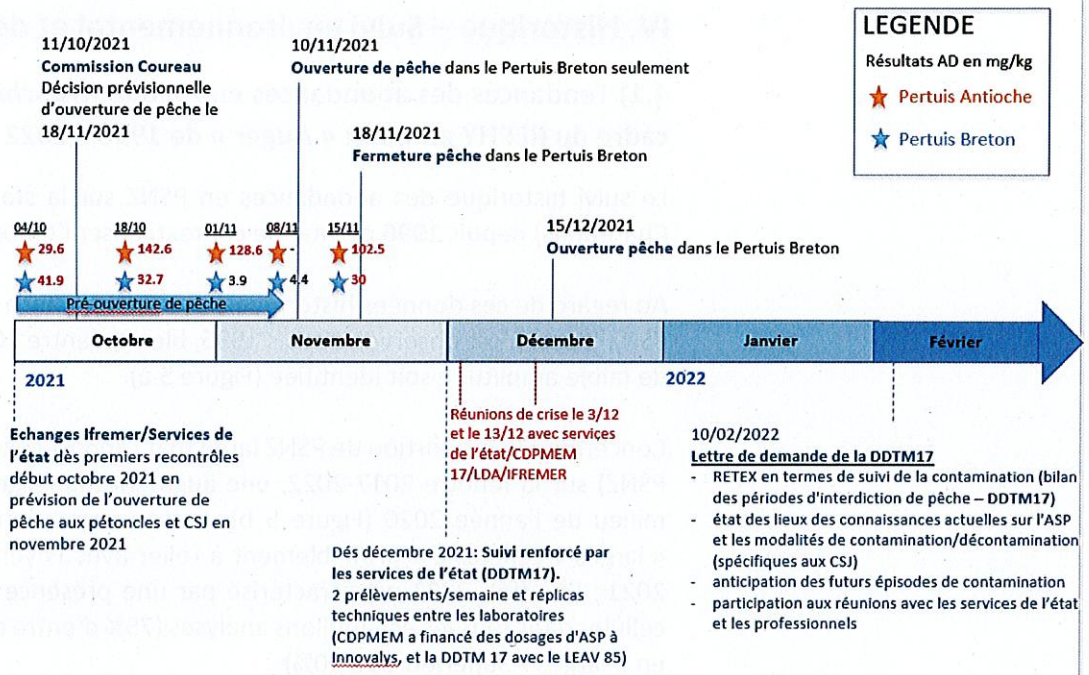 11/10/2021
Commission Coureau
Décision prévisionnelle
d'ouverture de pêche le
18/11/2021
10/11/2021
Ouverture de pêche dans le Pertuis Breton seulement
18/11/2021
Fermeture pêche dans le Pertuis Breton
15/12/2021
Ouverture pêche dans le Pertuis Breton
LEGENDE
Résultats AD en mg/kg
Pertuis Antioche
Pertuis Breton
04/10 18/10 01/11 08/11 15/11
29.6 142.6 128.6 - 102.5
41.9 32.7 3.9 4.4 30
Pré-ouverture de pêche
Octobre Novembre Décembre Janvier Février
2021 2022
Echanges Ifremer/Services de
l'état dès premiers contrôles
début octobre 2021 en
prévision de l'ouverture de
pêche aux pétoncles et CSJ en
novembre 2021
Réunions de crise le 3/12
et le 13/12 avec services
de l'état/CDPMEM
17/LDA/IFREMER
Dés décembre 2021: Suivi renforcé par
les services de l'État (DDTM17).
2 prélèvements/semaine et réplicas
techniques par les laboratoires
(CDPMEM a financé des dosages d'ASP à
Innovalys, et la DDTM 17 avec le LEAV 85)
10/02/2022
Lettre de demande de la DDTM17
- RETEX en termes de suivi de la contamination (bilan
des périodes d'interdiction de pêche – DDTM17)
- état des lieux des connaissances actuelles sur l'ASP
et les modalités de contamination/décontamination
(spécifiques aux CSJ)
- anticipation des futurs épisodes de contamination
- participation aux réunions avec les services de l'état
et les professionnels